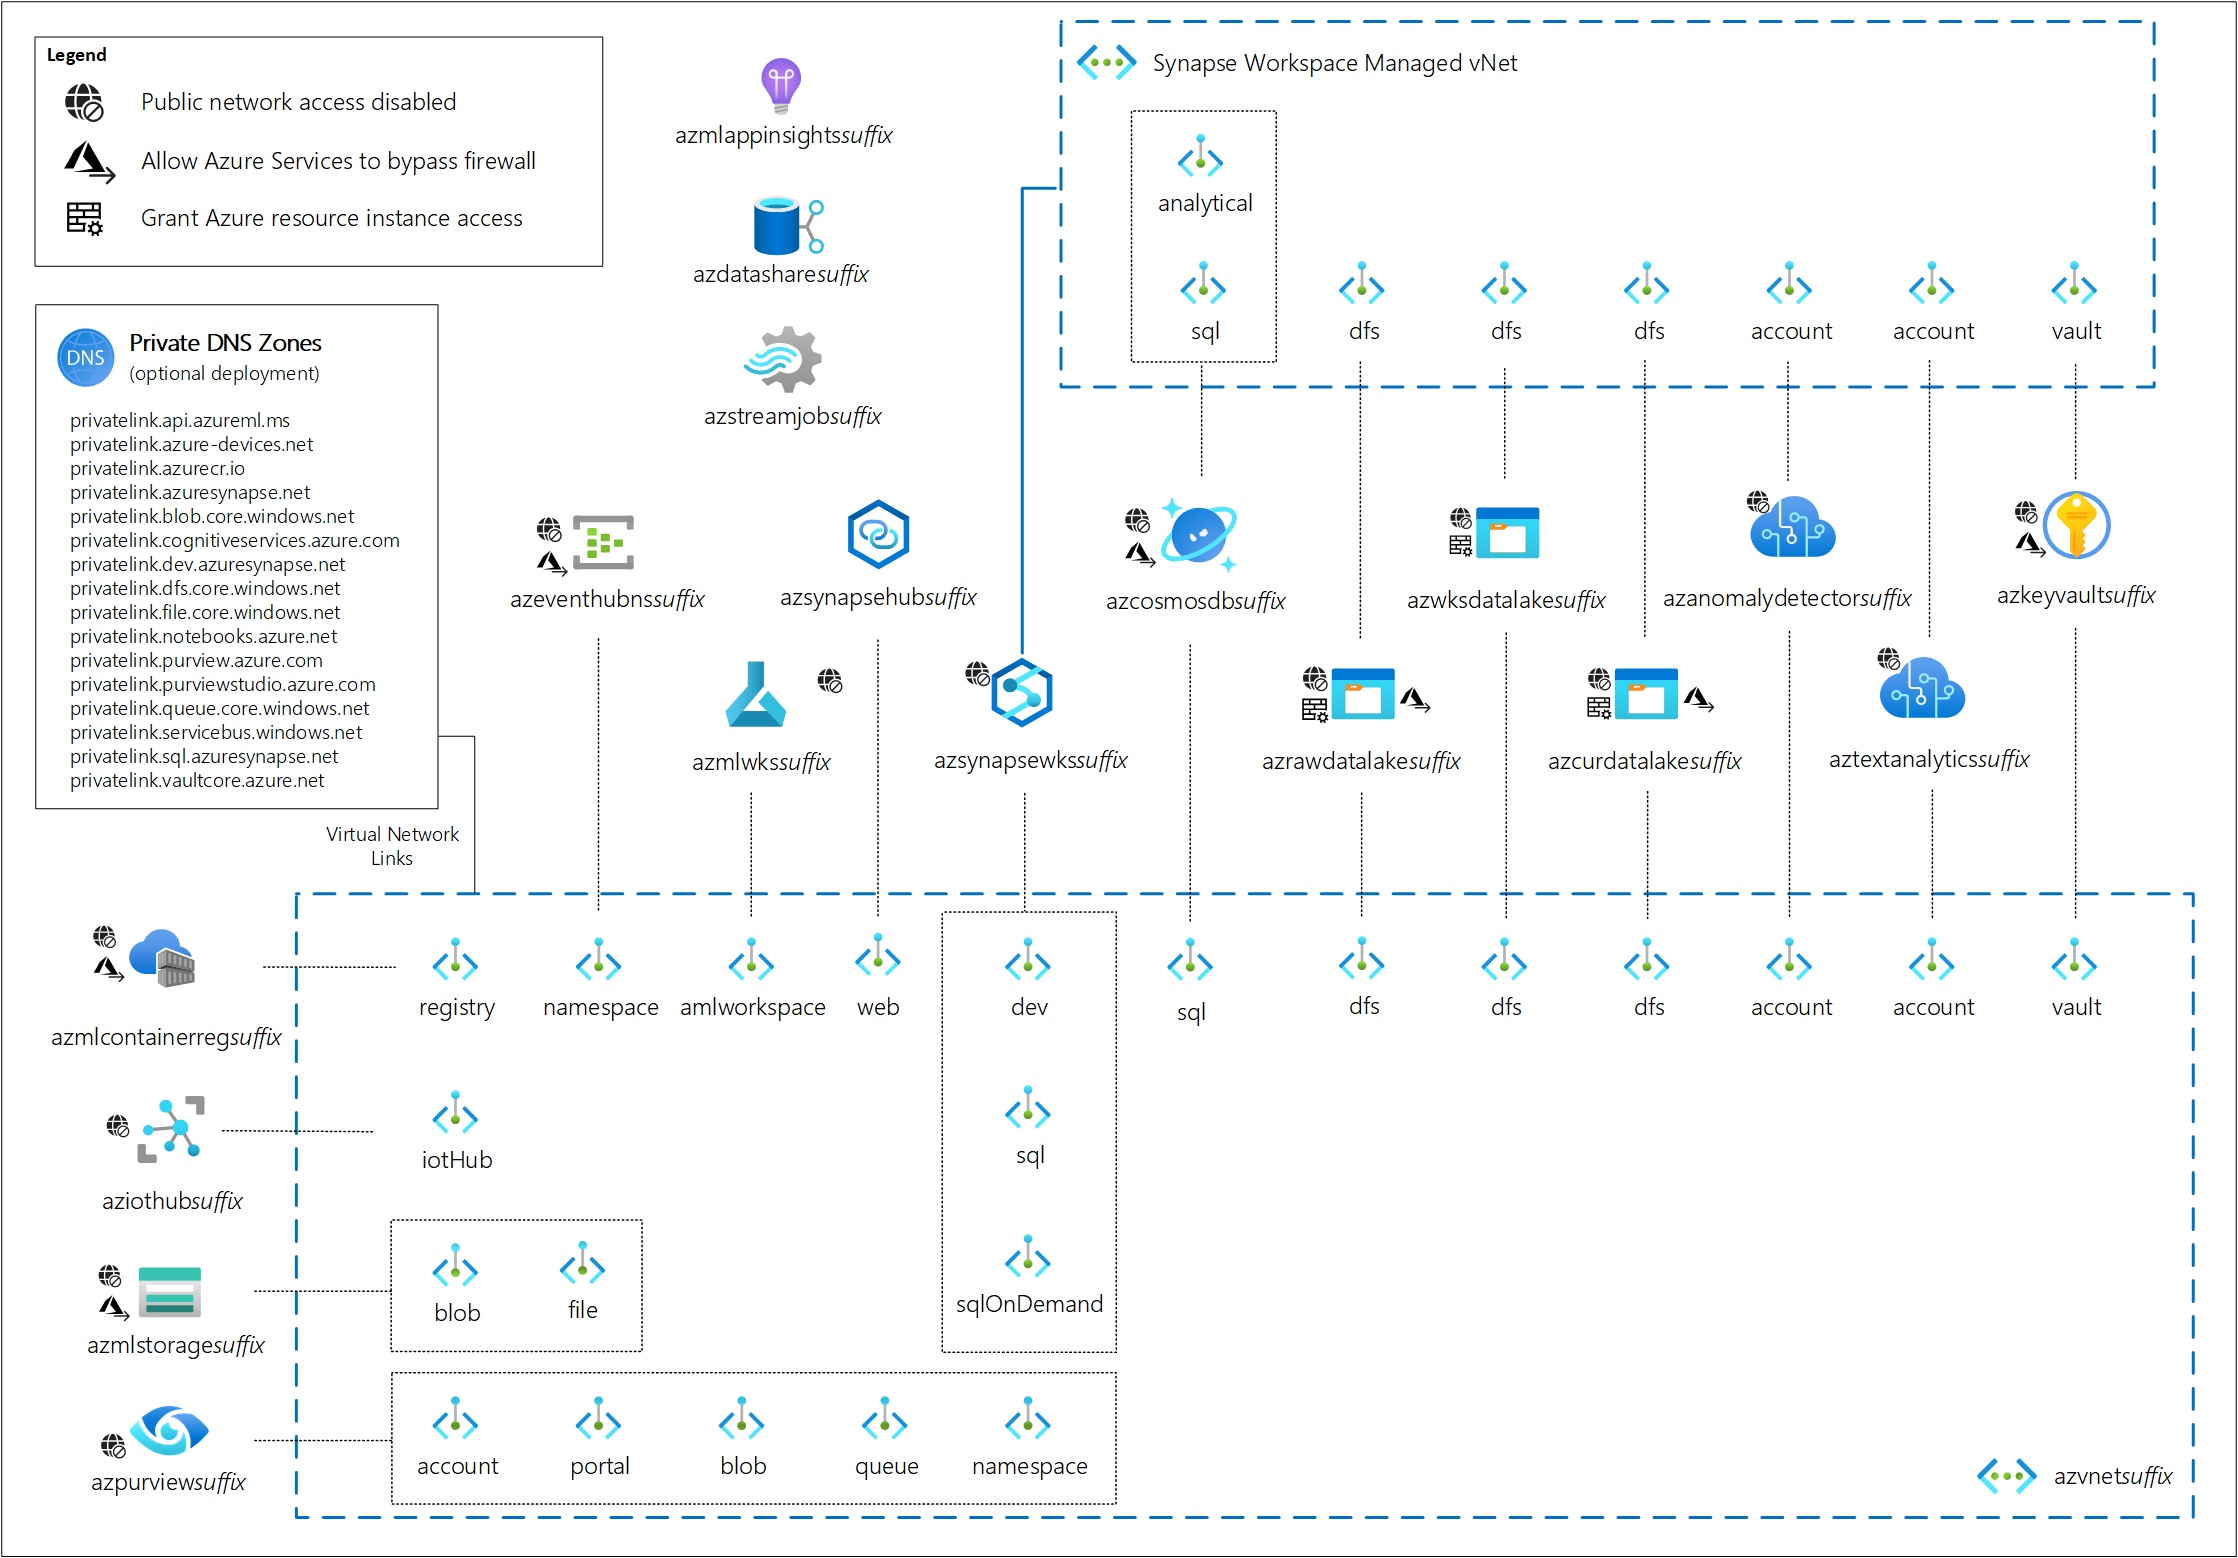 Legend
Public network access disabled
Allow Azure Services to bypass firewall
Grant Azure resource instance access
DNS
Private DNS Zones
(optional deployment)
privatelink.api.azureml.ms
privatelink.azure-devices.net
privatelink.azurecr.io
privatelink.azuresynapse.net
privatelink.blob.core.windows.net
privatelink.cognitiveservices.azure.com
privatelink.dev.azuresynapse.net
privatelink.dfs.core.windows.net
privatelink.file.core.windows.net
privatelink.notebooks.azure.net
privatelink.purview.azure.com
privatelink.purviewstudio.azure.com
privatelink.queue.core.windows.net
privatelink.servicebus.windows.net
privatelink.sql.azuresynapse.net
privatelink.vaultcore.azure.net
Virtual Network
Links
azmlappinsightssuffix
azdatasharesuffix
azstreamjobsuffix
Synapse Workspace Managed vNet
analytical
sql
dfs
dfs
dfs
account
account
vault
azeventhubnssuffix
azsynapsehubsuffix
azcosmosdbsuffix
azwksdatalakesuffix
azanomalydetectorsuffix
azkeyvaultsuffix
azmlwkssuffix
azsynapsewkssuffix
azrawdatalakesuffix
azcurdatalakesuffix
aztextanalyticssuffix
azmlcontainerregsuffix
registry
namespace
amlworkspace
web
dev
sql
dfs
dfs
dfs
account
account
vault
aziothubsuffix
iotHub
sql
azmlstoragesuffix
blob
file
sqlOnDemand
azpurviewsuffix
account
portal
blob
queue
namespace
azvnetsuffix